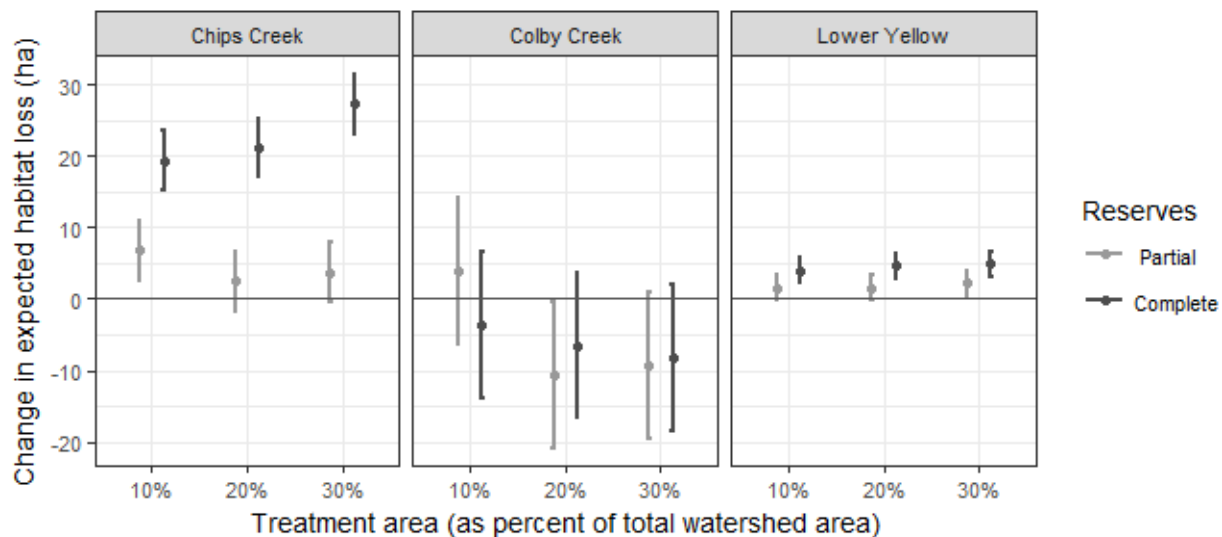 Chips Creek
Colby Creek
Lower Yellow
Change in expected habitat loss (ha)
30
20
10
0
-10
-20
10%
20%
30%
10%
20%
30%
10%
20%
30%
Treatment area (as percent of total watershed area)
Reserves
Partial
Complete